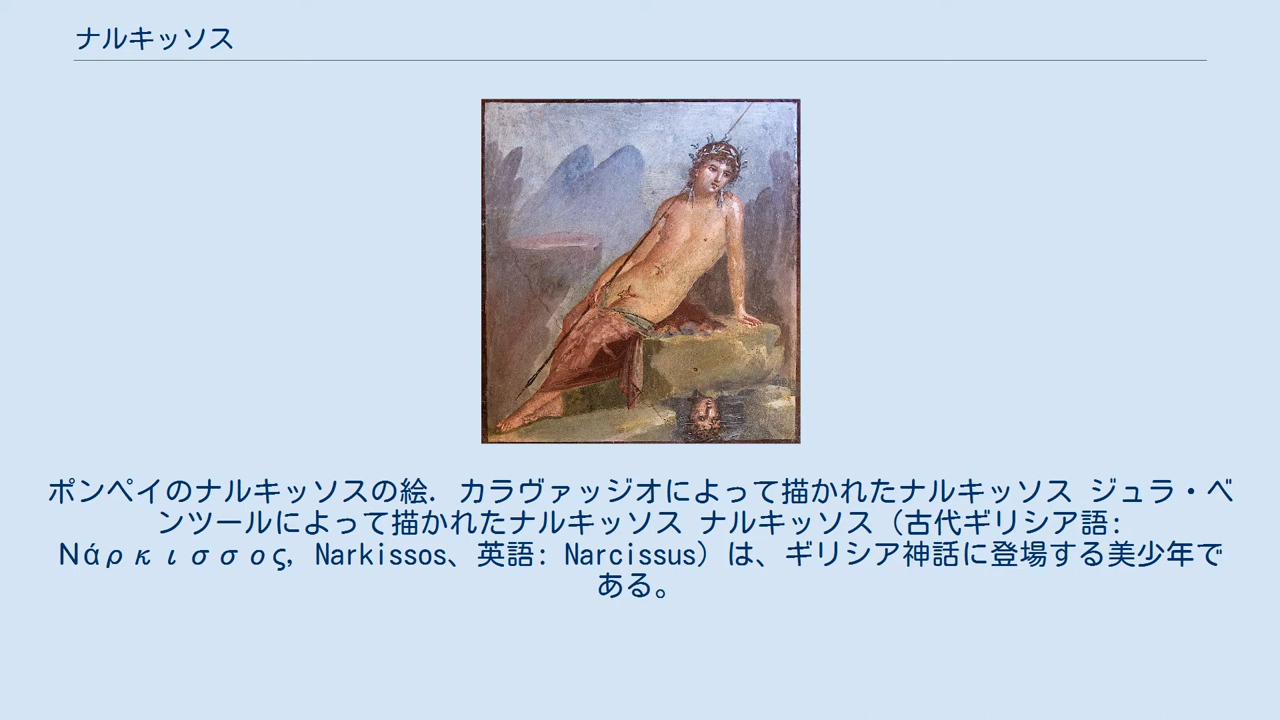 ナルキッソス
ポンペイのナルキッソスの絵. カラヴァッジオによって描かれたナルキッソス ジュラ・ベ
ンツールによって描かれたナルキッソス ナルキッソス（古代ギリシア語:
Νάρκισσος, Narkissos、英語: Narcissus）は、ギリシア神話に登場する美少年で
ある。